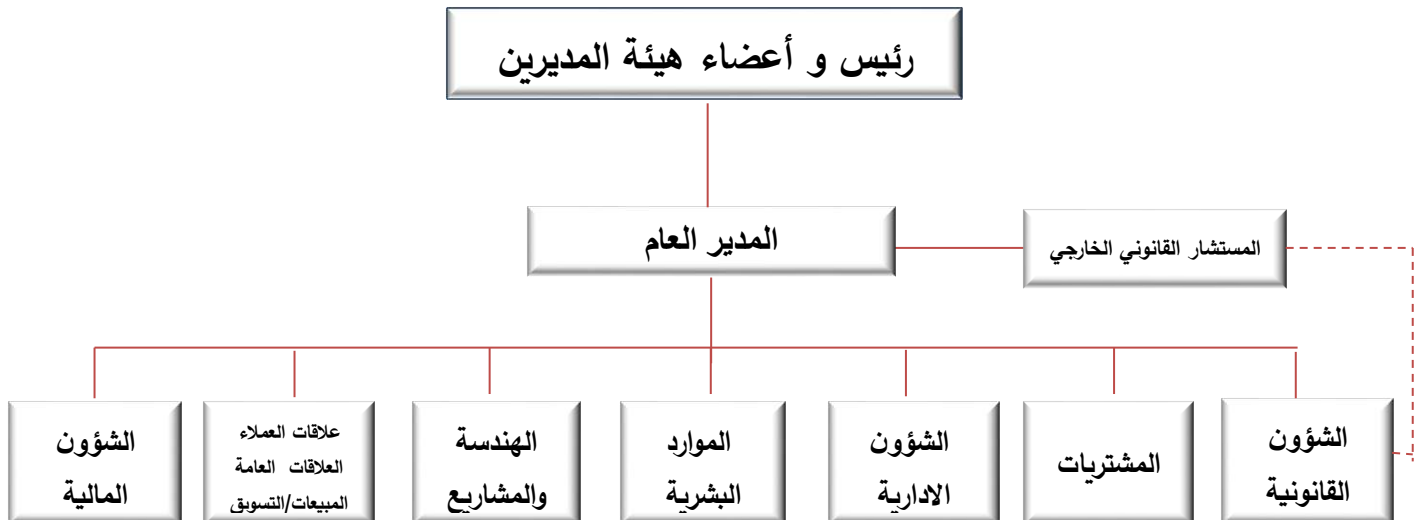 رئيس و أعضاء هيئة المديرين
المدير العام
المستشار القانوني الخارجي
الشؤون
القانونية
المشتريات
الشؤون
الادارية
الموارد
البشرية
الهندسة
والمشاريع
علاقات العملاء
العلاقات العامة
المبيعات/التسويق
الشؤون
المالية